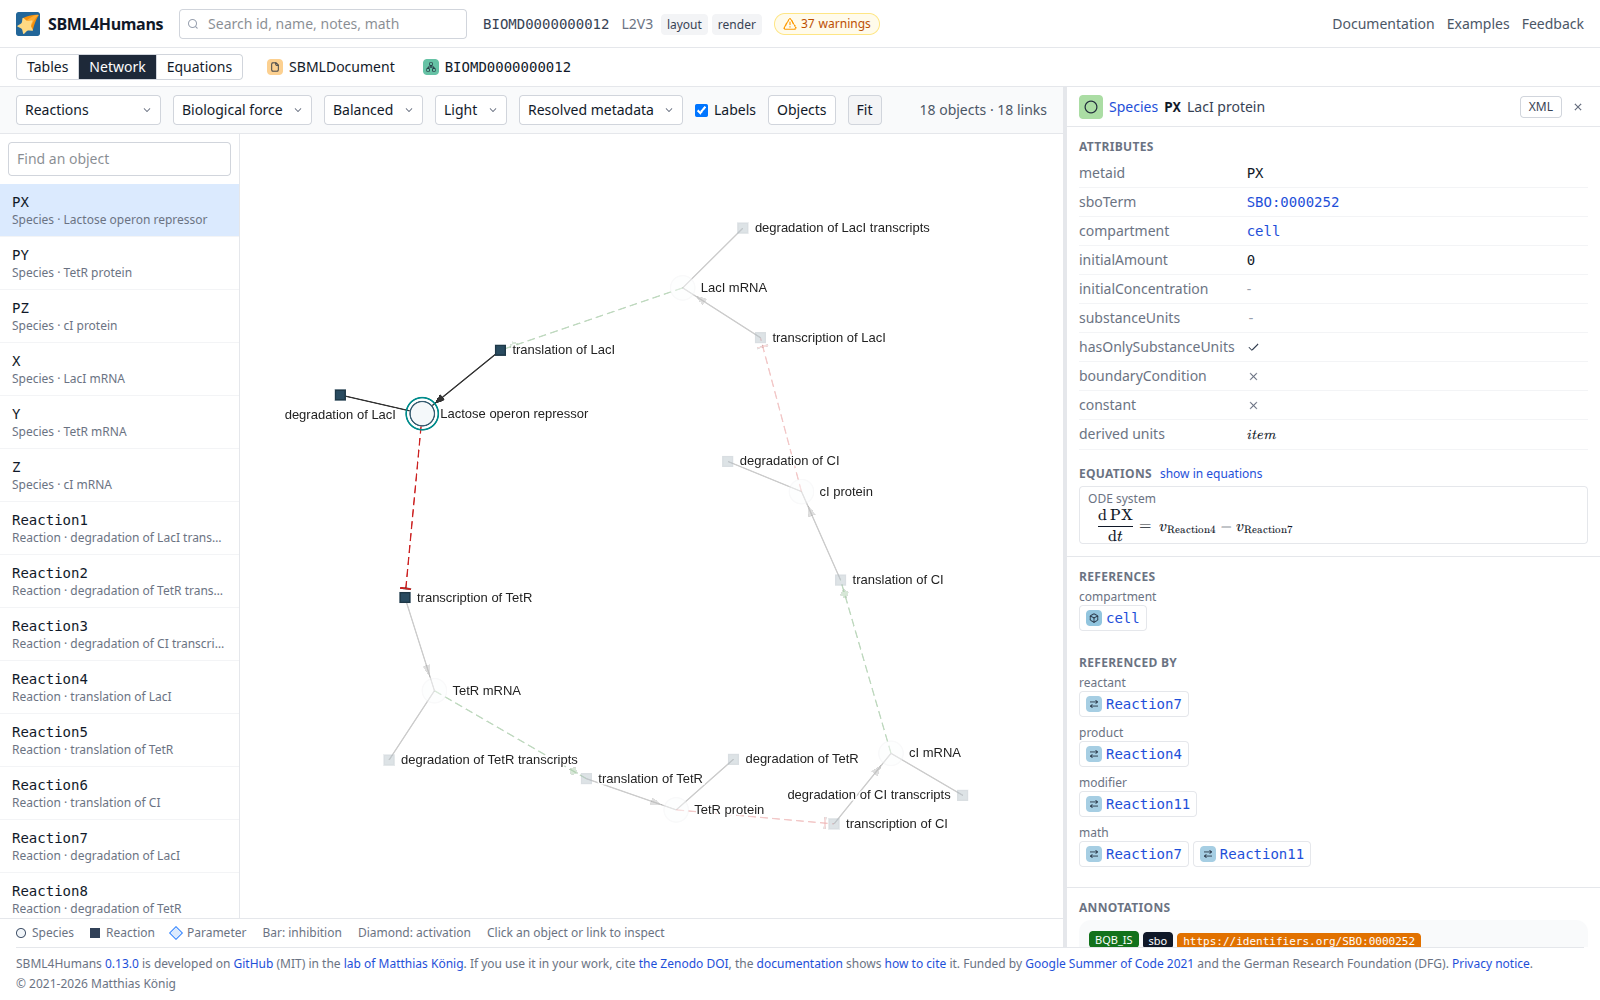 SBML4Humans
Search id, name, notes, math
BIOMD0000000012 L2V3 layout render
37 warnings
Documentation Examples Feedback
Tables Network Equations SBMLDocument BIOMD0000000012
Reactions Biological force Balanced Light Resolved metadata Labels Objects Fit 18 objects · 18 links
Find an object
PX
Species · Lactose operon repressor
PY
Species · TetR protein
PZ
Species · cI protein
X
Species · LacI mRNA
Y
Species · TetR mRNA
Z
Species · cI mRNA
Reaction1
Reaction · degradation of LacI trans...
Reaction2
Reaction · degradation of TetR trans...
Reaction3
Reaction · degradation of CI transcri...
Reaction4
Reaction · translation of LacI
Reaction5
Reaction · translation of TetR
Reaction6
Reaction · translation of CI
Reaction7
Reaction · degradation of LacI
Reaction8
Reaction · degradation of TetR
degradation of LacI transcripts
LacI mRNA
transcription of LacI
translation of LacI
degradation of LacI
Lactose operon repressor
degradation of CI
cI protein
translation of CI
transcription of TetR
TetR mRNA
degradation of TetR transcripts
translation of TetR
degradation of TetR
cI mRNA
degradation of CI transcripts
TetR protein
transcription of CI
Species PX LacI protein XML
ATTRIBUTES
metaid PX
sboTerm SBO:0000252
compartment cell
initialAmount 0
initialConcentration -
substanceUnits -
hasOnlySubstanceUnits ✓
boundaryCondition ×
constant ×
derived units item
EQUATIONS show in equations
ODE system
d PX / dt = v_Reaction4 − v_Reaction7
REFERENCES
compartment
cell
REFERENCED BY
reactant
Reaction7
product
Reaction4
modifier
Reaction11
math
Reaction7 Reaction11
ANNOTATIONS
BQB_IS sbo https://identifiers.org/SBO:0000252
Species Reaction Parameter Bar: inhibition Diamond: activation Click an object or link to inspect
SBML4Humans 0.13.0 is developed on GitHub (MIT) in the lab of Matthias König. If you use it in your work, cite the Zenodo DOI, the documentation shows how to cite it. Funded by Google Summer of Code 2021 and the German Research Foundation (DFG). Privacy notice.
© 2021-2026 Matthias König